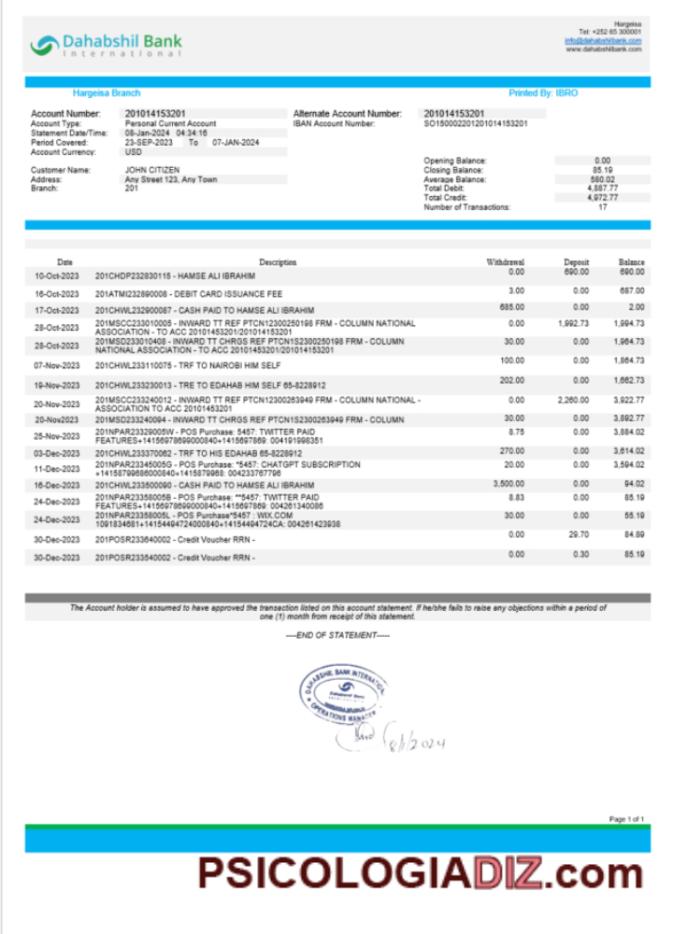 Dahabshil Bank
International
Hargeisa
Tel: +252 65 300001
info@dahabshilbank.com
www.dahabshilbank.com
Hargeisa Branch
Printed By: IBRO
Account Number: 201014153201
Account Type: Personal Current Account
Statement Date/Time: 08-Jan-2024 04:34:16
Period Covered: 23-SEP-2023 To 07-JAN-2024
Account Currency: USD
Customer Name: JOHN CITIZEN
Address: Any Street 123, Any Town
Branch: 201
Alternate Account Number: 201014153201
IBAN Account Number: SO150002201201014153201
Opening Balance: 0.00
Closing Balance: 85.19
Average Balance: 580.02
Total Debit: 4,887.77
Total Credit: 4,972.77
Number of Transactions: 17
Date Description Withdrawal Deposit Balance
10-Oct-2023 201CHDP232830115 - HAMSE ALI IBRAHIM 0.00 690.00 690.00
16-Oct-2023 201ATMI232890008 - DEBIT CARD ISSUANCE FEE 3.00 0.00 687.00
17-Oct-2023 201CHWL232900087 - CASH PAID TO HAMSE ALI IBRAHIM 685.00 0.00 2.00
28-Oct-2023 201MSCC233010005 - INWARD TT REF PTCN12300250198 FRM - COLUMN NATIONAL 0.00 1,992.73 1,994.73
ASSOCIATION - TO ACC 20101453201/201014153201
28-Oct-2023 201MSD233010408 - INWARD TT CHRGS REF PTCN1S2300250198 FRM - COLUMN 30.00 0.00 1,964.73
NATIONAL ASSOCIATION - TO ACC 20101453201/201014153201
07-Nov-2023 201CHWL233110075 - TRF TO NAIROBI HIM SELF 100.00 0.00 1,864.73
19-Nov-2023 201CHWL233230013 - TRE TO EDAHAB HIM SELF 65-8228912 202.00 0.00 1,662.73
20-Nov-2023 201MSCC233240012 - INWARD TT REF PTCN12300263949 FRM - COLUMN NATIONAL - 0.00 2,260.00 3,922.77
ASSOCIATION TO ACC 20101453201
20-Nov2023 201MSD233240094 - INWARD TT CHRGS REF PTCN1S2300263949 FRM - COLUMN 30.00 0.00 3,892.77
25-Nov-2023 201NPAR23329005W - POS Purchase: 5457: TWITTER PAID 8.75 0.00 3,884.02
FEATURES+14156978699000840+1415697869: 004191998351
03-Dec-2023 201CHWL233370062 - TRF TO HIS EDAHAB 65-8228912 270.00 0.00 3,614.02
11-Dec-2023 201NPAR23345005G - POS Purchase: *5457: CHATGPT SUBSCRIPTION 20.00 0.00 3,594.02
+14158799686000840+1415879968: 004233767796
16-Dec-2023 201CHWL233500090 - CASH PAID TO HAMSE ALI IBRAHIM 3,500.00 0.00 94.02
24-Dec-2023 201NPAR23358005B - POS Purchase: **5457: TWITTER PAID 8.83 0.00 85.19
FEATURES+14156978699000840+1415697869: 004261340086
24-Dec-2023 201NPAR23358005L - POS Purchase*5457 : WIX.COM 30.00 0.00 55.19
1091834681+14154494724000840+14154494724CA: 004261423938
30-Dec-2023 201POSR233640002 - Credit Voucher RRN - 0.00 29.70 84.89
30-Dec-2023 201POSR233540002 - Credit Voucher RRN - 0.00 0.30 85.19
The Account holder is assumed to have approved the transaction listed on this account statement. If he/she fails to raise any objections within a period of
one (1) month from receipt of this statement.
----END OF STATEMENT-----
DAHABSHIL BANK INTERNATIONAL
Dahabshil Bank
OPERATIONS MANAGER
8/1/2024
Page 1 of 1
PSICOLOGIADIZ.com